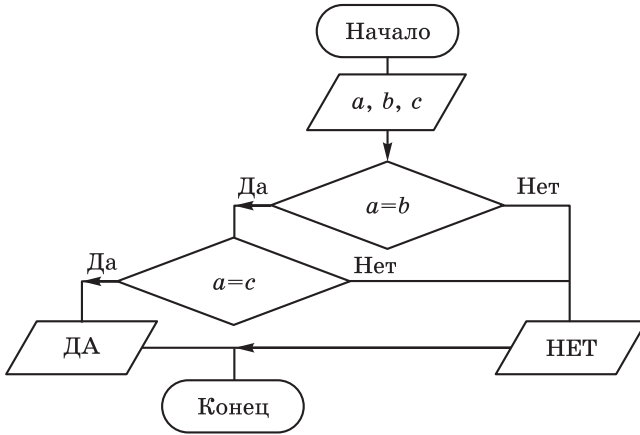 Начало
a, b, c
Да
Нет
a=b
Да
Нет
a=c
ДА
НЕТ
Конец